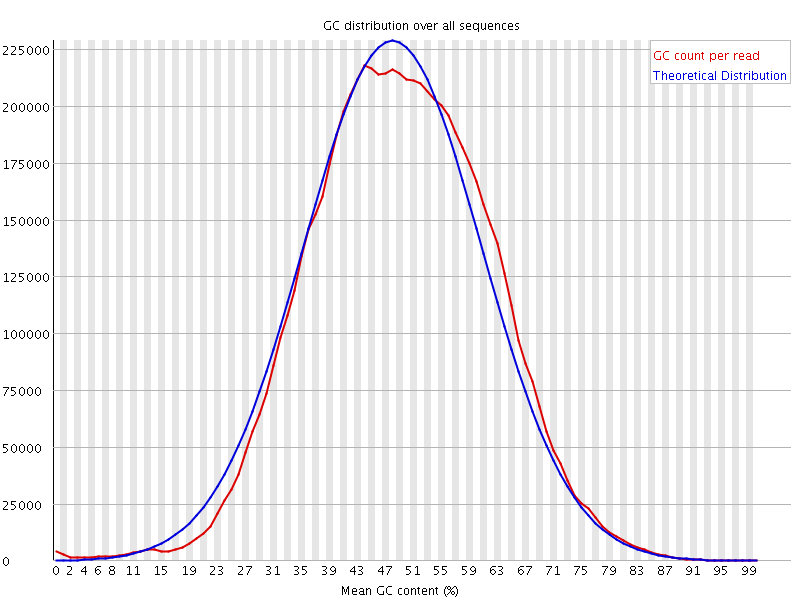 GC distribution over all sequences
225000
GC count per read
Theoretical Distribution
200000
175000
150000
125000
100000
75000
50000
25000
0
0 2 4 6 8 11 15 19 23 27 31 35 39 43 47 51 55 59 63 67 71 75 79 83 87 91 95 99
Mean GC content (%)